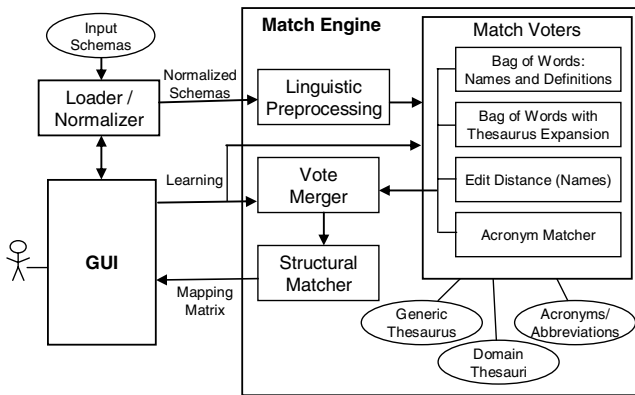 Input
Schemas
Match Engine
Match Voters
Loader /
Normalizer
Normalized
Schemas
Linguistic
Preprocessing
Bag of Words:
Names and Definitions
Bag of Words with
Thesaurus Expansion
Edit Distance (Names)
Acronym Matcher
Learning
Vote
Merger
GUI
Structural
Matcher
Mapping
Matrix
Generic
Thesaurus
Domain
Thesauri
Acronyms/
Abbreviations